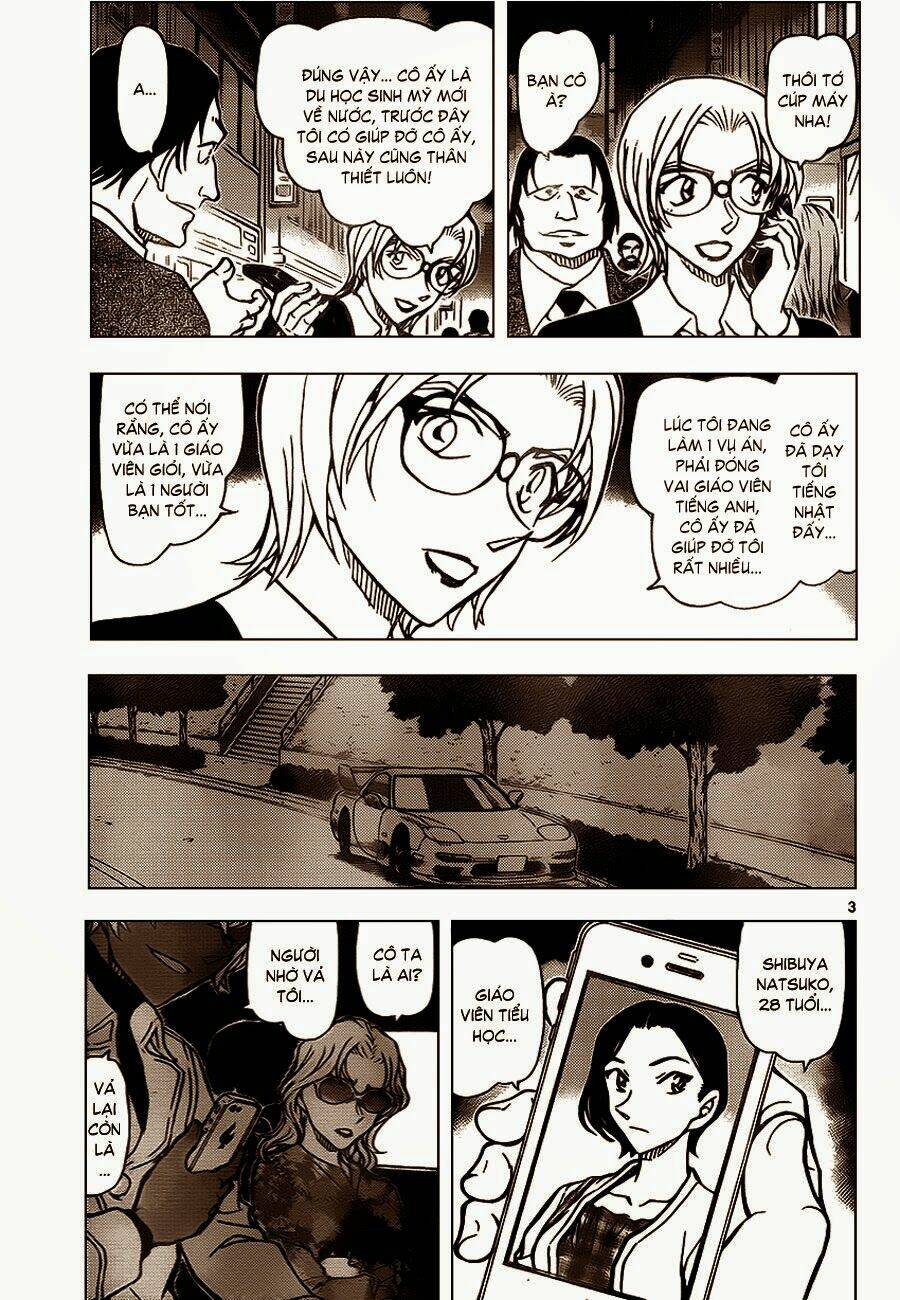 THÔI TỚ
CÚP MÁY
NHA!
BẠN CÔ
À?
ĐÚNG VẬY... CÔ ẤY LÀ
DU HỌC SINH MỸ MỚI
VỀ NƯỚC, TRƯỚC ĐÂY
TÔI CÓ GIÚP ĐỠ CÔ ẤY,
SAU NÀY CŨNG THÂN
THIẾT LUÔN!
A...
CÔ ẤY
ĐÃ DẠY
TÔI
TIẾNG
NHẬT
ĐẤY...
LÚC TÔI ĐANG
LÀM 1 VỤ ÁN,
PHẢI ĐÓNG
VAI GIÁO VIÊN
TIẾNG ANH,
CÔ ẤY ĐÃ
GIÚP ĐỠ TÔI
RẤT NHIỀU...
CÓ THỂ NÓI
RẰNG, CÔ ẤY
VỪA LÀ 1 GIÁO
VIÊN GIỎI, VỪA
LÀ 1 NGƯỜI
BẠN TỐT...
3
SHIBUYA
NATSUKO,
28 TUỔI...
GIÁO
VIÊN TIỂU
HỌC...
CÔ TA
LÀ AI?
NGƯỜI
NHỜ VẢ
TÔI...
VẢ
LẠI
CÒN
LÀ
...